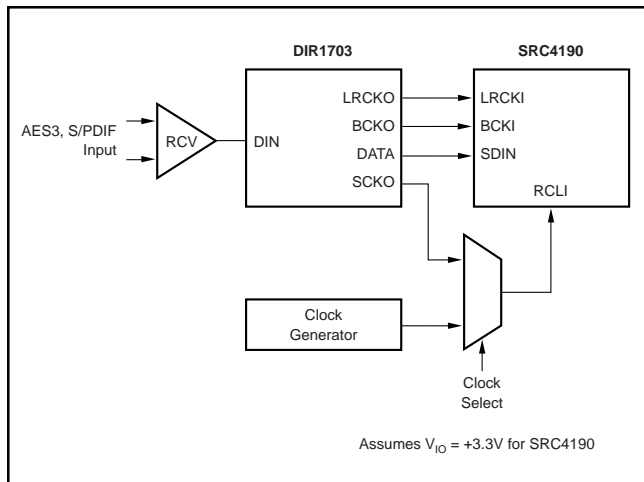 DIR1703
SRC4190
LRCKO
LRCKI
AES3, S/PDIF
Input
RCV
DIN
BCKO
BCKI
DATA
SDIN
SCKO
RCLI
Clock
Generator
Clock
Select
Assumes VIO = +3.3V for SRC4190